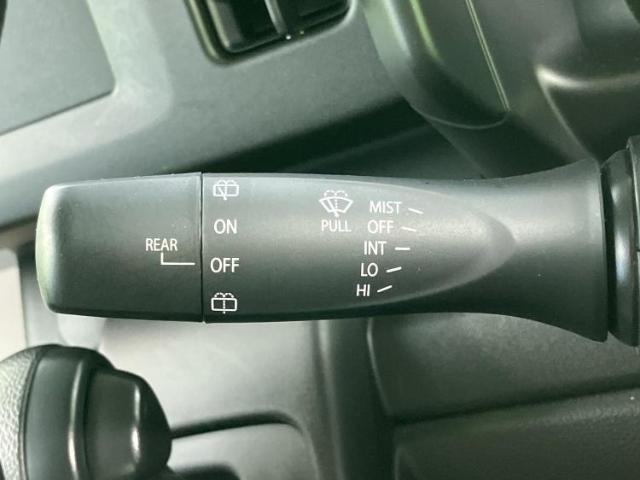 REAR
ON
OFF
PULL
MIST
OFF
INT
LO
HI